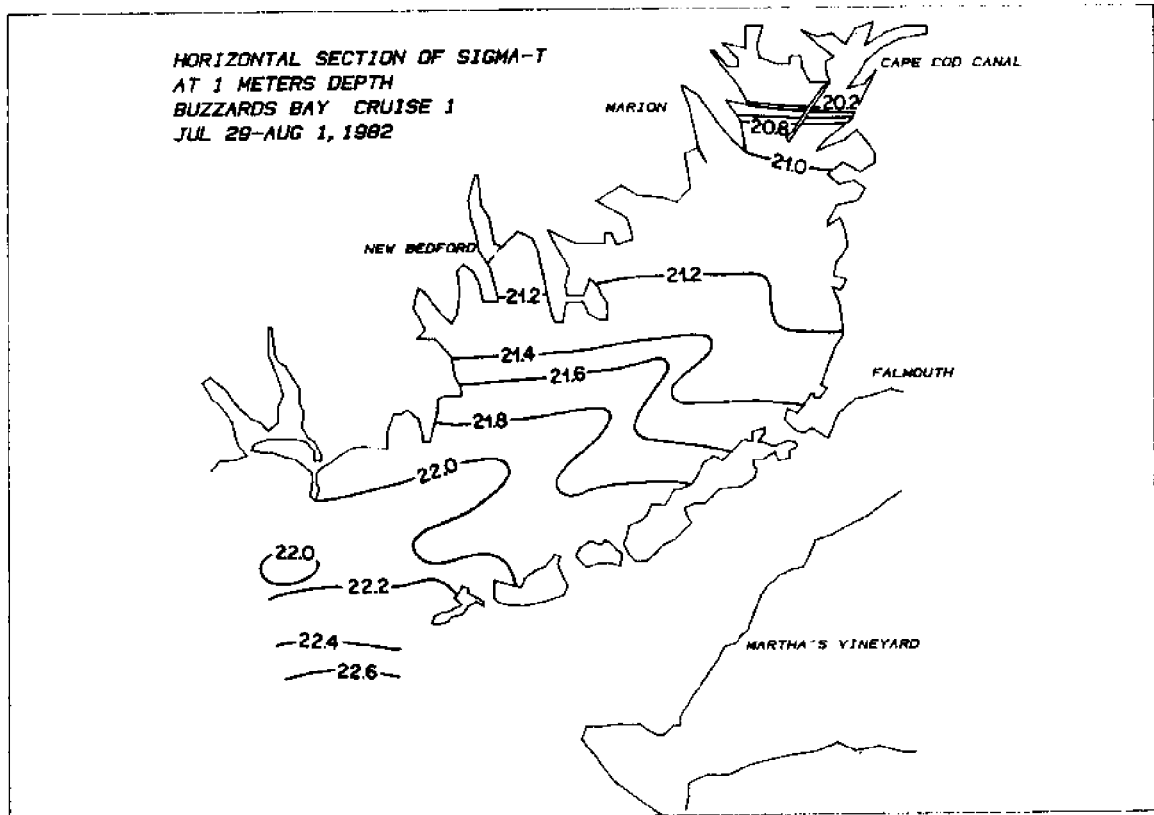 HORIZONTAL SECTION OF SIGMA-T
AT 1 METERS DEPTH
BUZZARDS BAY CRUISE 1
JUL 29-AUG 1, 1982
CAPE COD CANAL
MARION
20.2
20.8
21.0
NEW BEDFORD
21.2
21.2
21.4
21.6
FALMOUTH
21.8
22.0
22.0
22.2
22.4
MARTHA'S VINEYARD
22.6